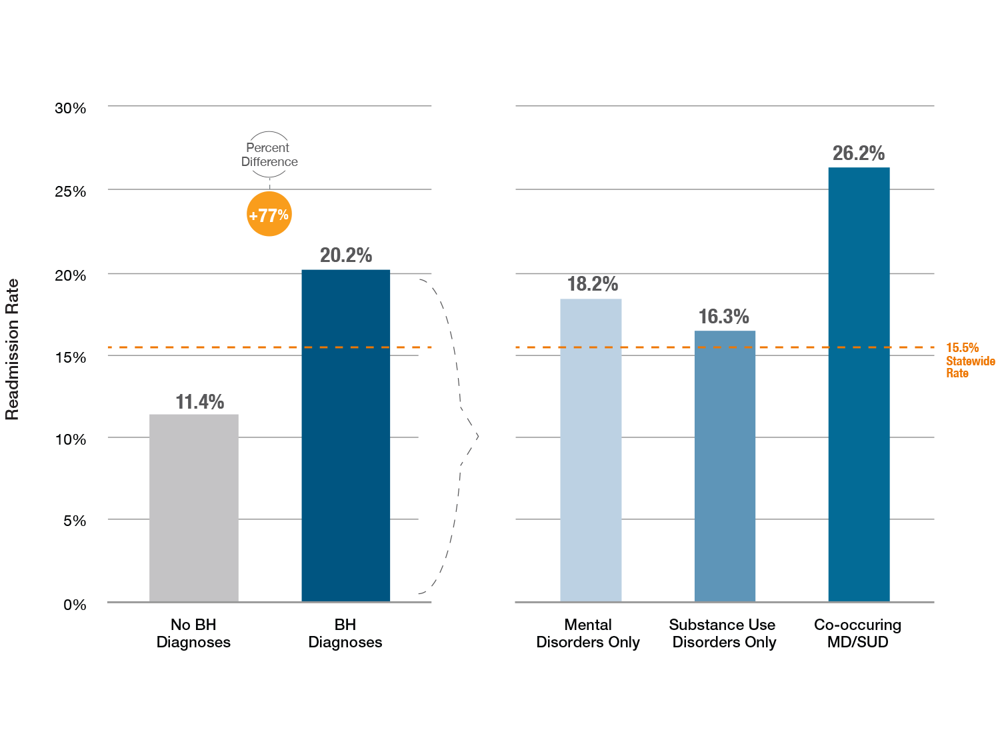 Readmission Rate
30%
25%
20%
15%
10%
5%
0%
Percent
Difference
+77%
11.4%
20.2%
No BH
Diagnoses
BH
Diagnoses
18.2%
16.3%
26.2%
Mental
Disorders Only
Substance Use
Disorders Only
Co-occuring
MD/SUD
15.5%
Statewide
Rate